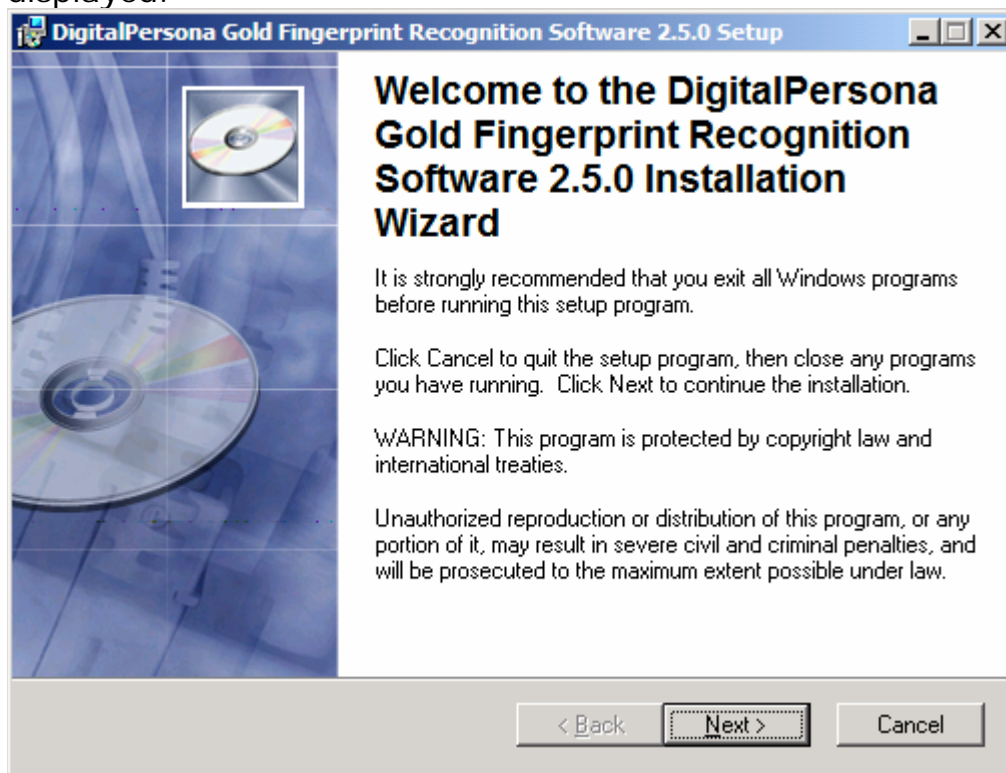 displayed.
DigitalPersona Gold Fingerprint Recognition Software 2.5.0 Setup
Welcome to the DigitalPersona
Gold Fingerprint Recognition
Software 2.5.0 Installation
Wizard
It is strongly recommended that you exit all Windows programs
before running this setup program.
Click Cancel to quit the setup program, then close any programs
you have running.  Click Next to continue the installation.
WARNING: This program is protected by copyright law and
international treaties.
Unauthorized reproduction or distribution of this program, or any
portion of it, may result in severe civil and criminal penalties, and
will be prosecuted to the maximum extent possible under law.
< Back
Next >
Cancel